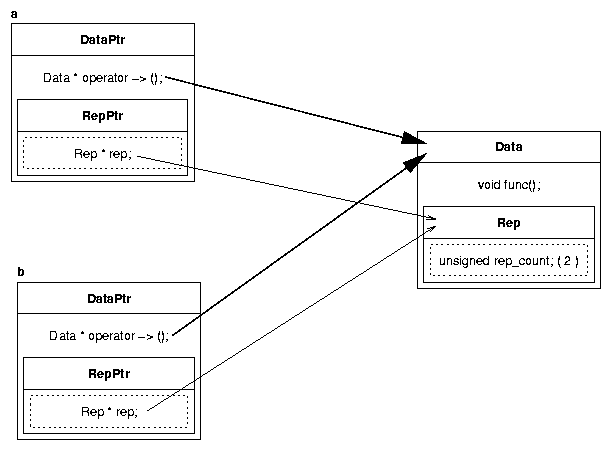 a
DataPtr
Data * operator –> ();
RepPtr
Rep * rep;
Data
void func();
Rep
unsigned rep_count; ( 2 )
b
DataPtr
Data * operator –> ();
RepPtr
Rep * rep;